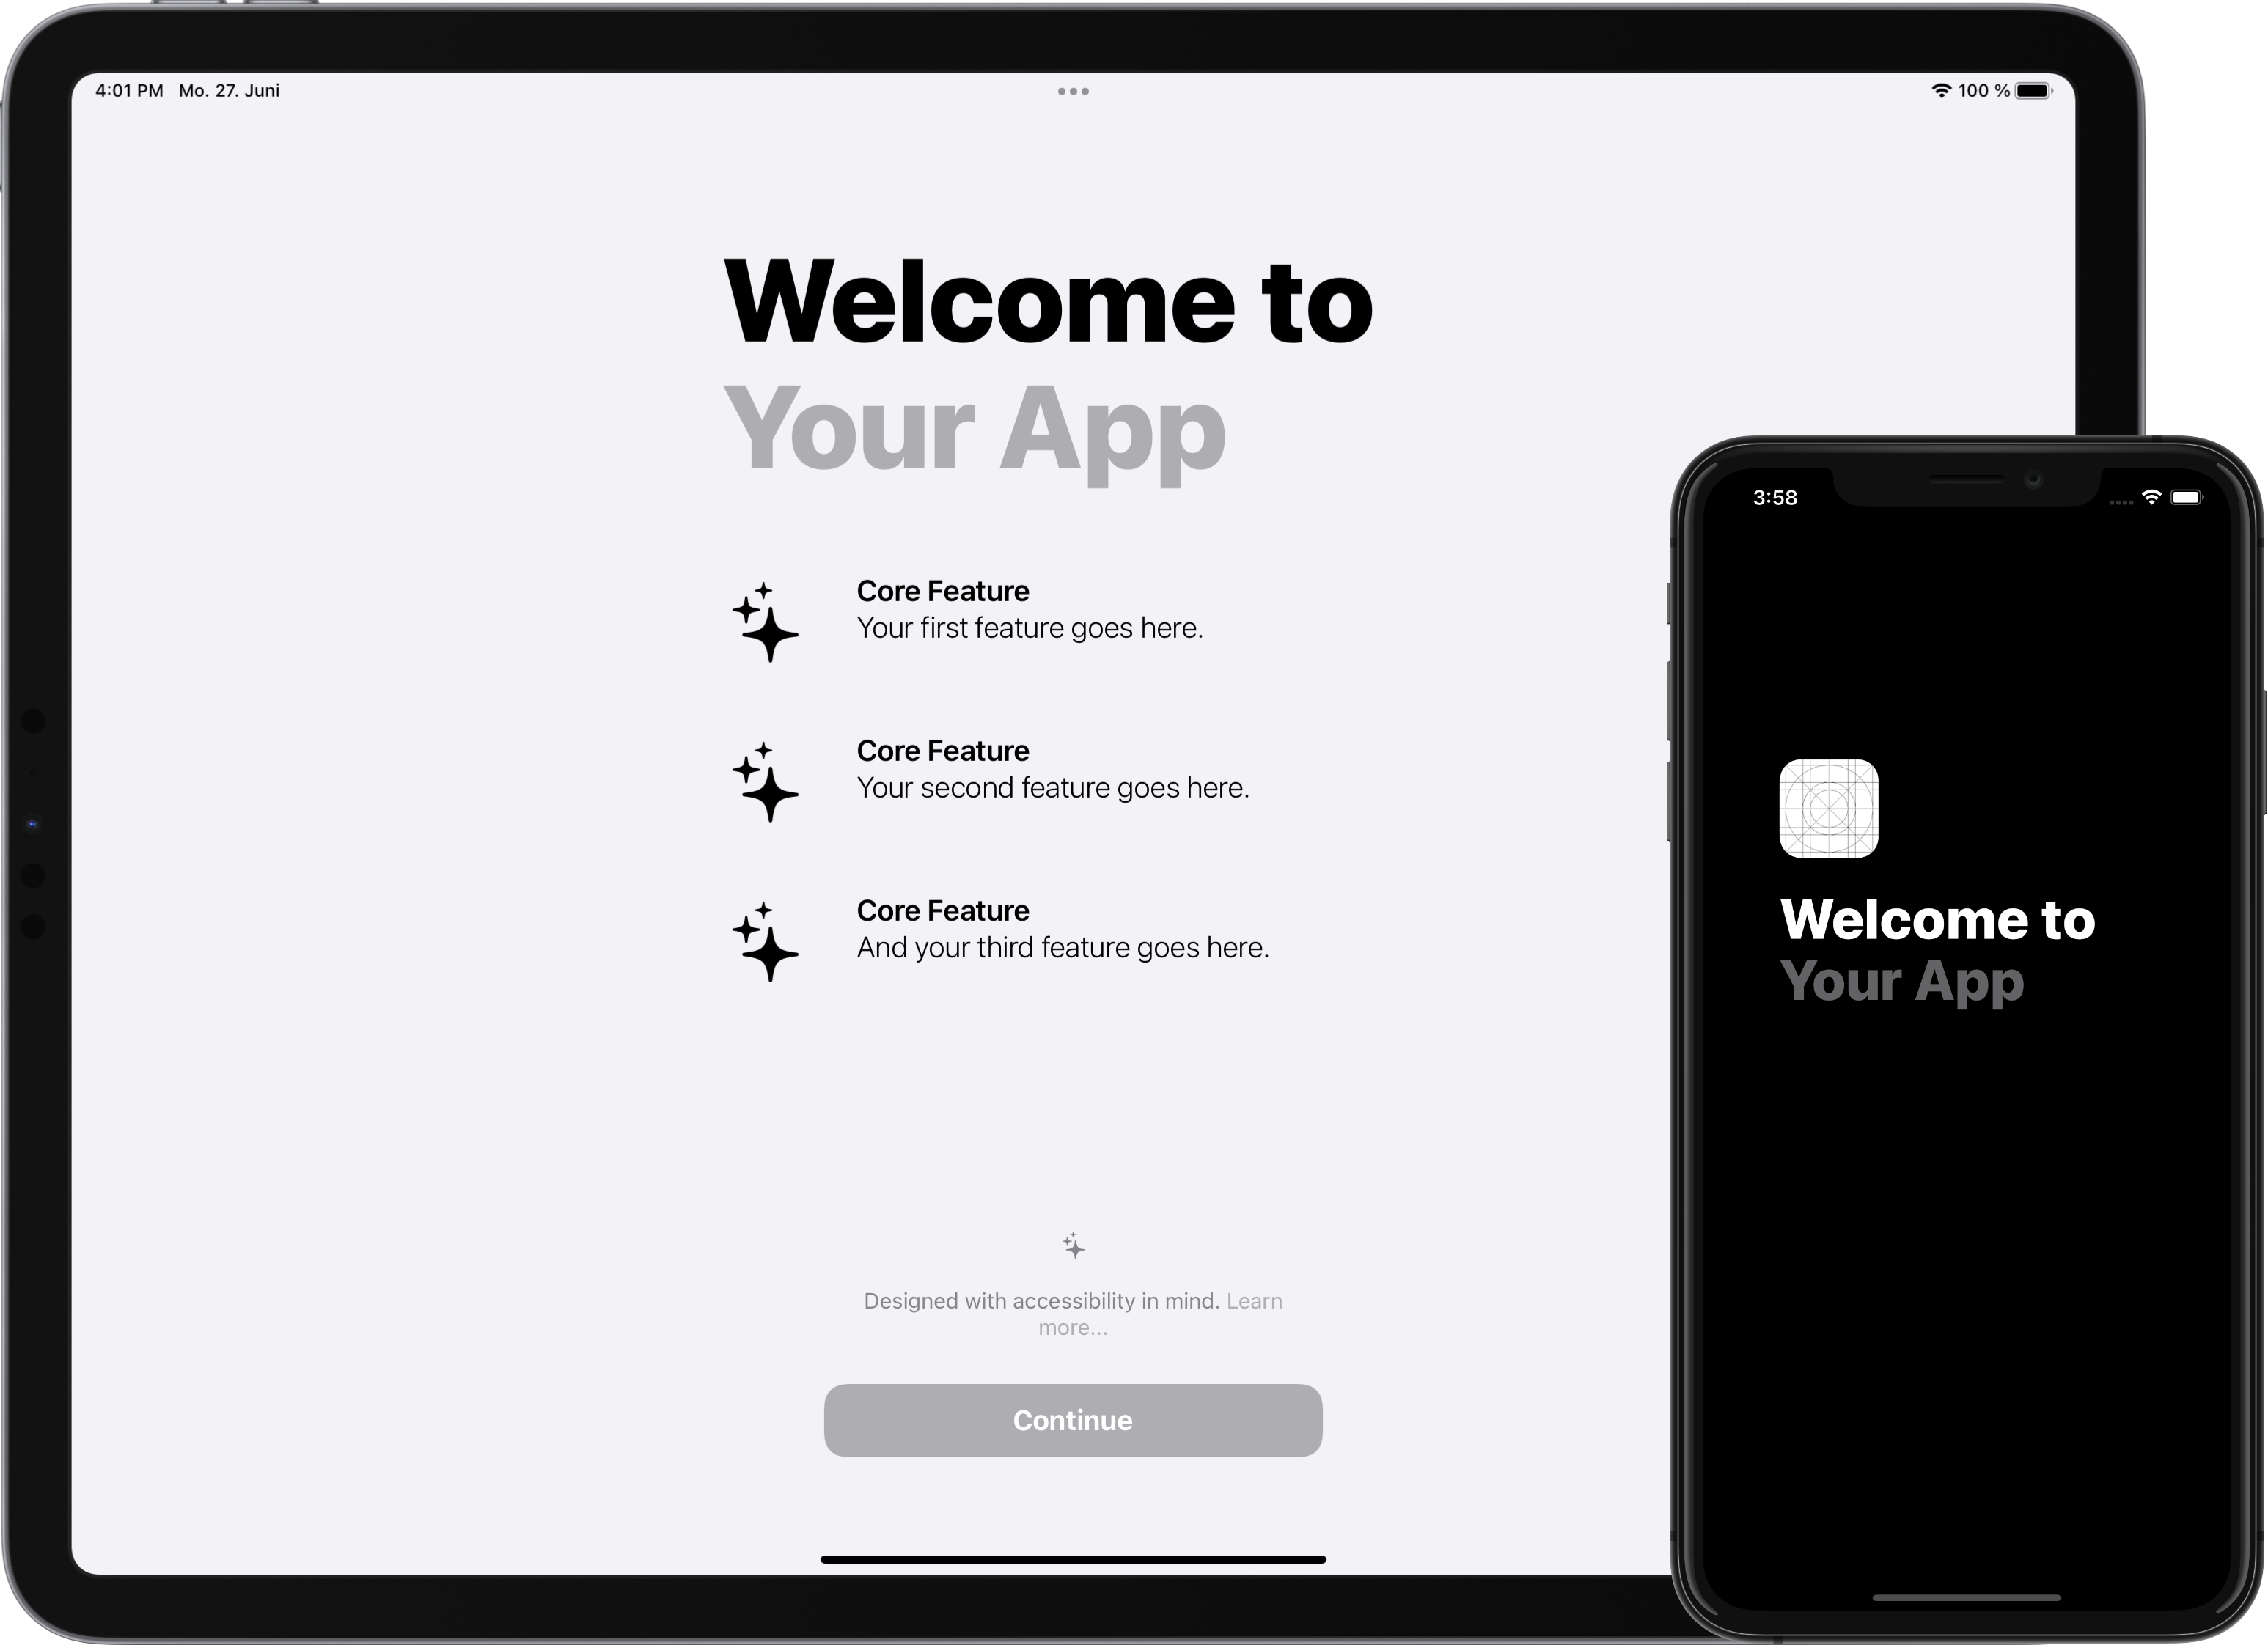 4:01 PM Mo. 27. Juni
100 %
Welcome to
Your App
Core Feature
Your first feature goes here.
Core Feature
Your second feature goes here.
Core Feature
And your third feature goes here.
Designed with accessibility in mind. Learn
more...
Continue
3:58
Welcome to
Your App